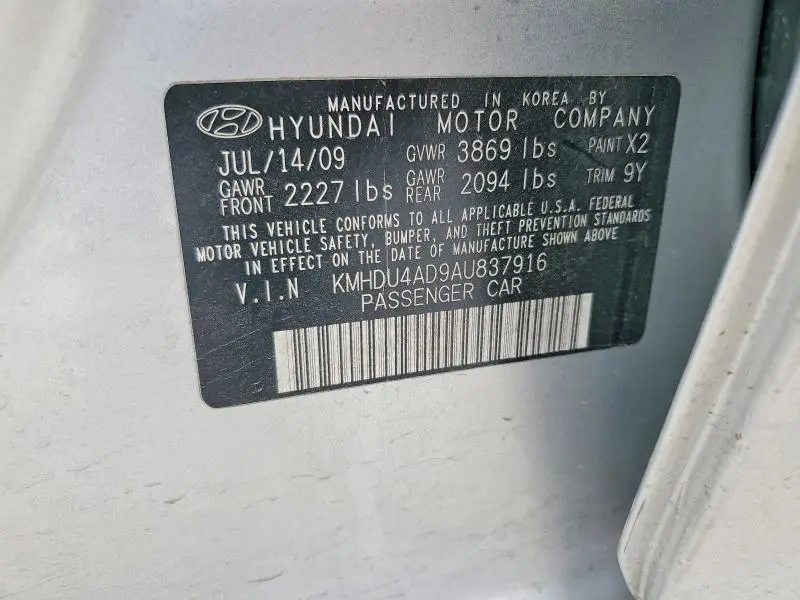 MANUFACTURED IN KOREA BY
HYUNDAI MOTOR COMPANY
JUL/14/09 GVWR 3869 lbs PAINT X2
GAWR FRONT 2227 lbs GAWR REAR 2094 lbs TRIM 9Y
THIS VEHICLE CONFORMS TO ALL APPLICABLE U.S.A. FEDERAL
MOTOR VEHICLE SAFETY, BUMPER, AND THEFT PREVENTION STANDARDS
IN EFFECT ON THE DATE OF MANUFACTURE SHOWN ABOVE
V.I.N KMHDU4AD9AU837916
PASSENGER CAR